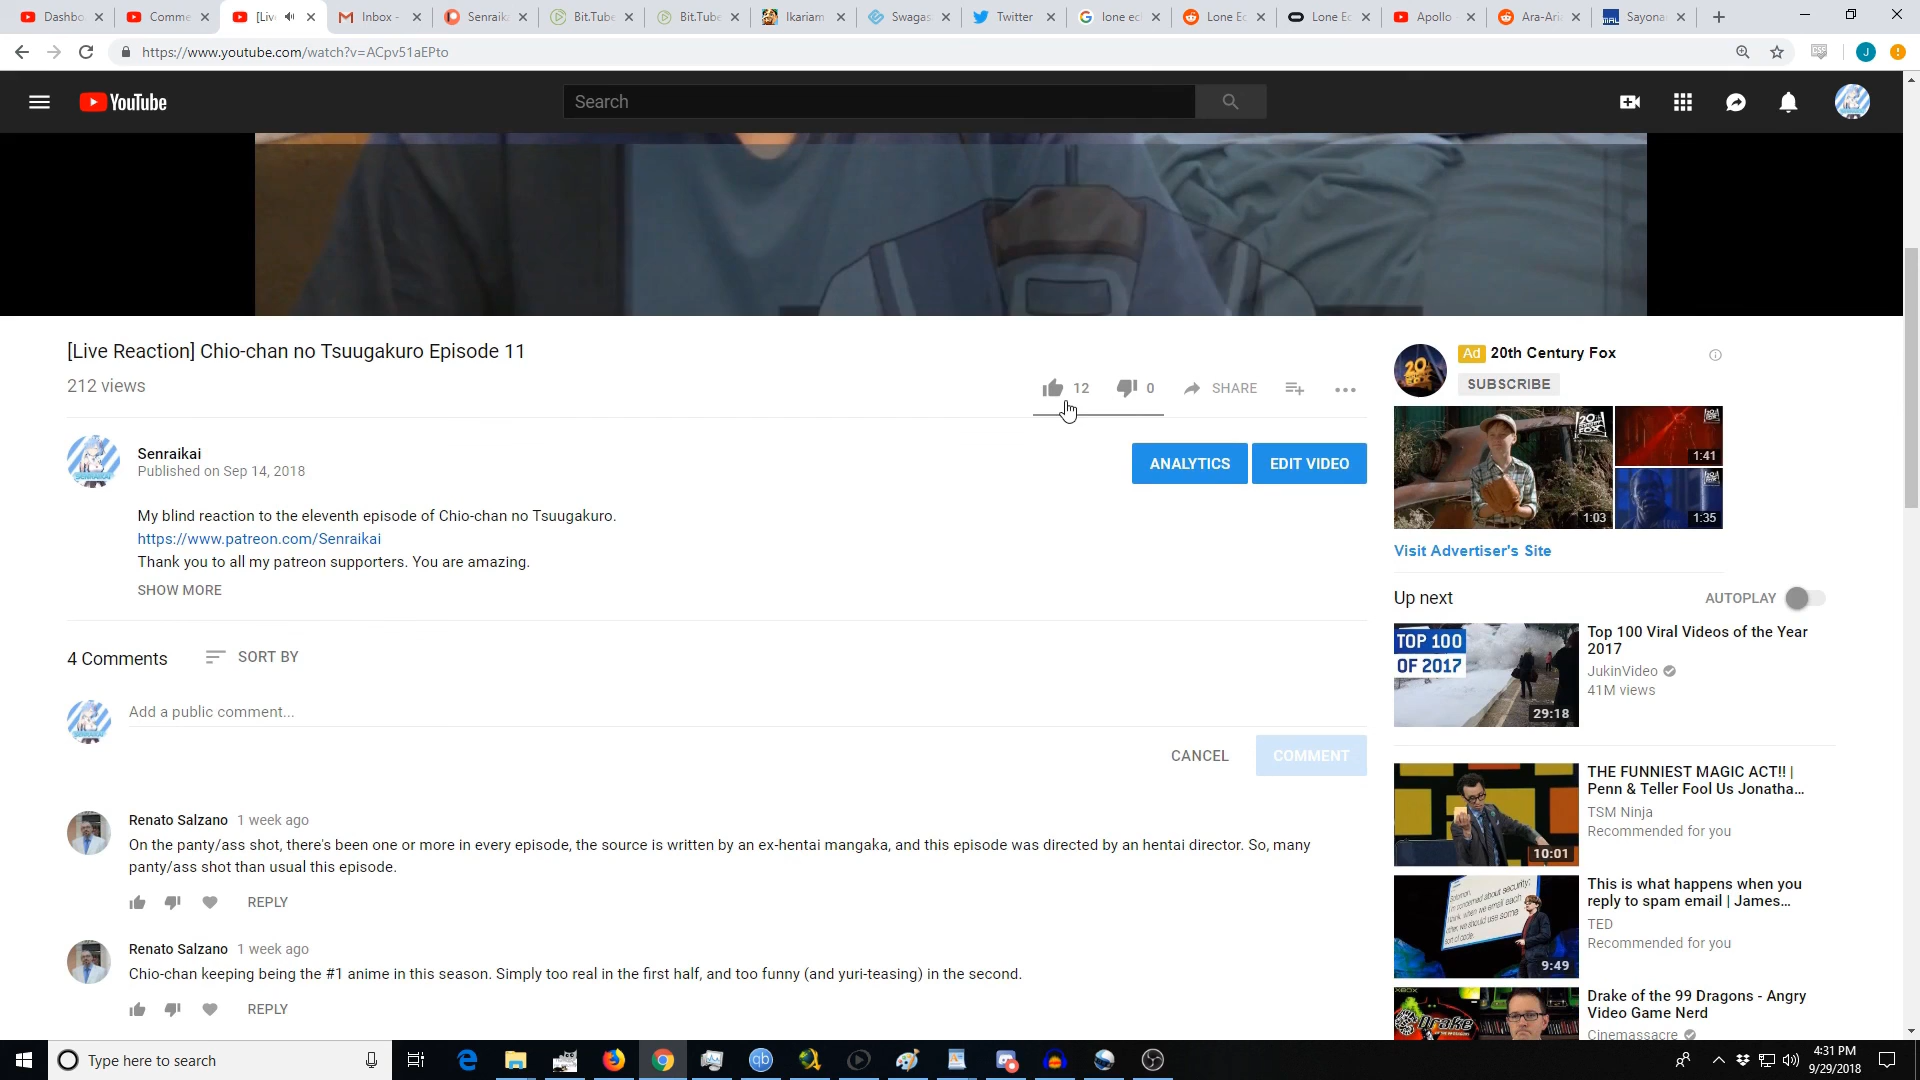 Dashbo
Comme
[Liv
Inbox -
Senraik
Bit.Tube
Bit.Tube
Ikariam
Swagas
Twitter
lone ec
Lone Ec
Lone Ec
Apollo -
Ara-Ari
MAL Sayona
https://www.youtube.com/watch?v=ACpv51aEPto
J
YouTube
Search
[Live Reaction] Chio-chan no Tsuugakuro Episode 11
212 views
12
0
SHARE
Senraikai
Published on Sep 14, 2018
ANALYTICS
EDIT VIDEO
My blind reaction to the eleventh episode of Chio-chan no Tsuugakuro.
https://www.patreon.com/Senraikai
Thank you to all my patreon supporters. You are amazing.
SHOW MORE
4 Comments
SORT BY
Add a public comment...
CANCEL
COMMENT
Renato Salzano 1 week ago
On the panty/ass shot, there's been one or more in every episode, the source is written by an ex-hentai mangaka, and this episode was directed by an hentai director. So, many
panty/ass shot than usual this episode.
REPLY
Renato Salzano 1 week ago
Chio-chan keeping being the #1 anime in this season. Simply too real in the first half, and too funny (and yuri-teasing) in the second.
REPLY
Ad 20th Century Fox
SUBSCRIBE
1:03
1:41
1:35
Visit Advertiser's Site
Up next
AUTOPLAY
TOP 100
OF 2017
29:18
Top 100 Viral Videos of the Year
2017
JukinVideo
41M views
10:01
THE FUNNIEST MAGIC ACT!! |
Penn & Teller Fool Us Jonatha...
TSM Ninja
Recommended for you
9:49
This is what happens when you
reply to spam email | James...
TED
Recommended for you
Drake of the 99 Dragons - Angry
Video Game Nerd
Cinemassacre
Type here to search
qb
4:31 PM
9/29/2018